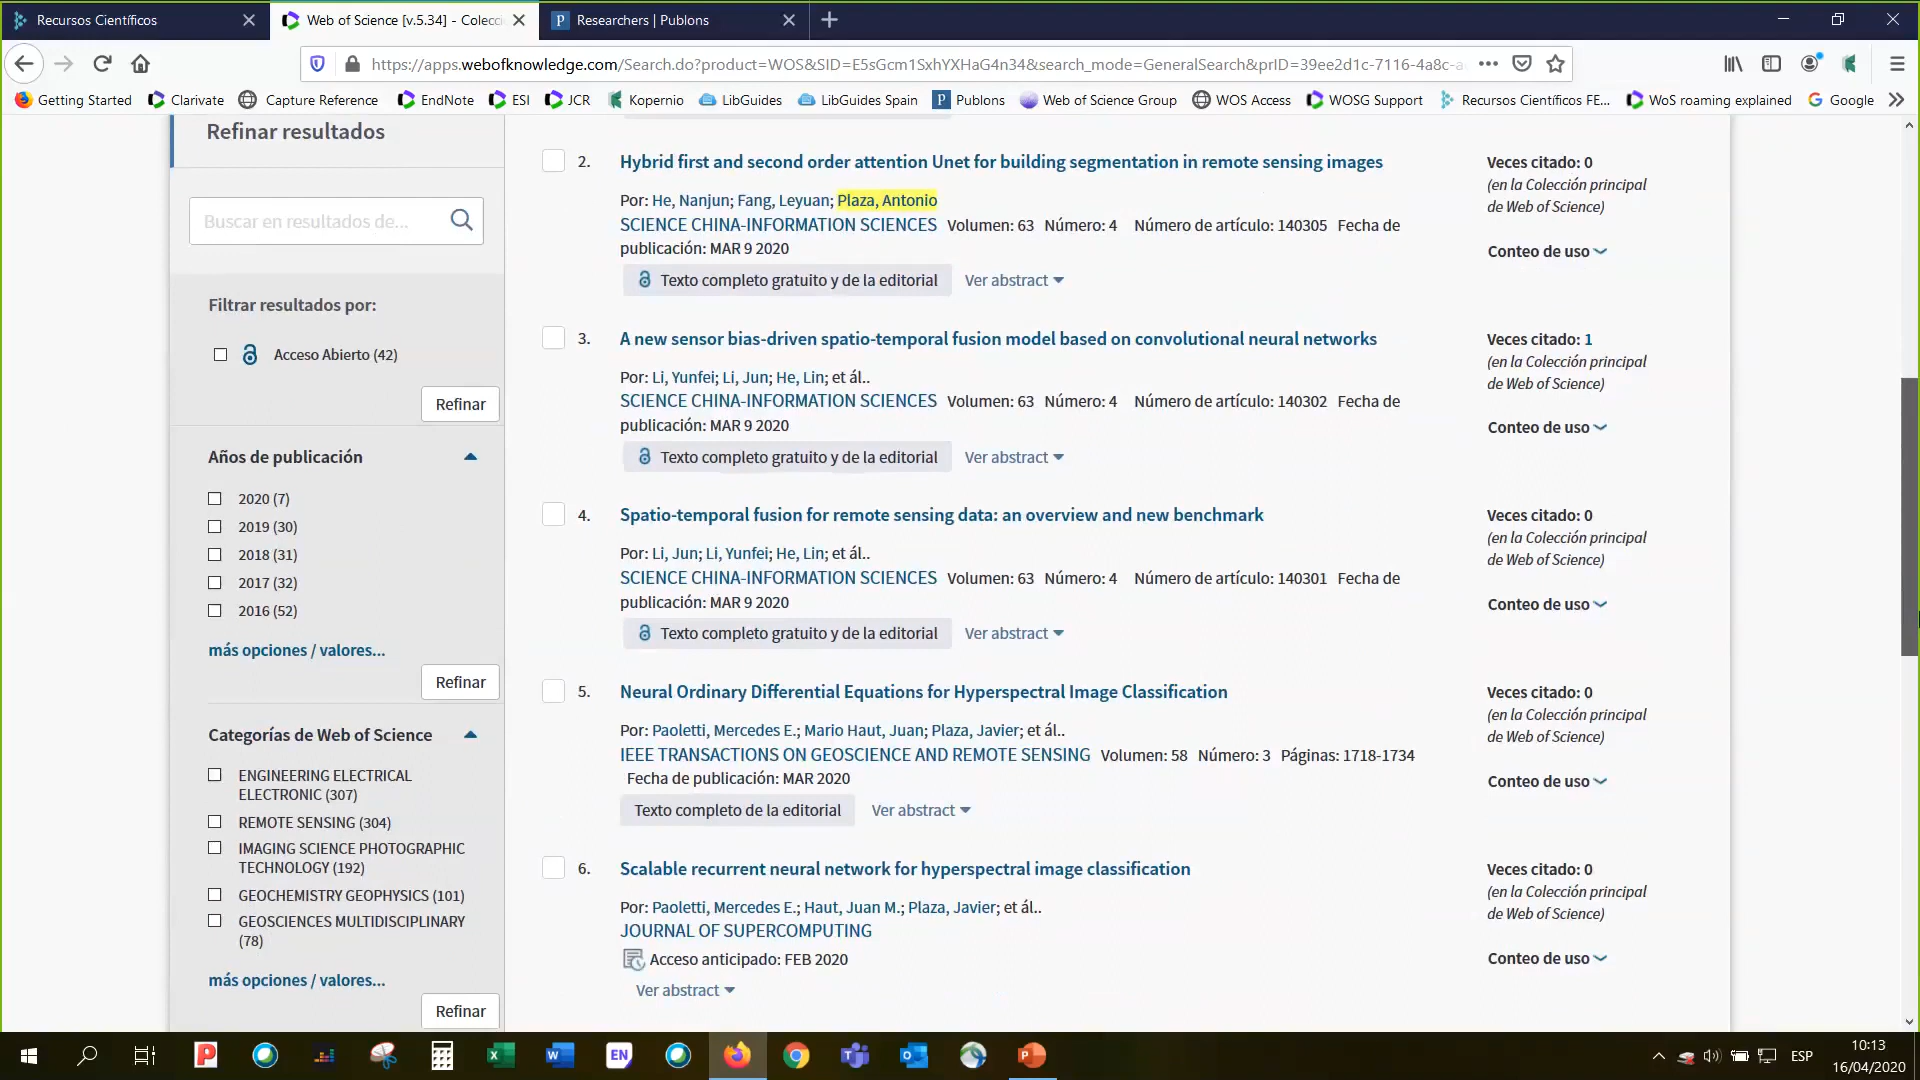 Recursos Científicos
Web of Science [v.5.34] - Colecci
Researchers | Publons
https://apps.webofknowledge.com/Search.do?product=WOS&SID=E5sGcm1SxhYXHaG4n34&search_mode=GeneralSearch&prID=39ee2d1c-7116-4a8c-a
Getting Started
Clarivate
Capture Reference
EndNote
ESI
JCR
Kopernio
LibGuides
LibGuides Spain
Publons
Web of Science Group
WOS Access
WOSG Support
Recursos Científicos FE...
WoS roaming explained
Google
Refinar resultados
Buscar en resultados de...
Filtrar resultados por:
Acceso Abierto (42)
Refinar
Años de publicación
2020 (7)
2019 (30)
2018 (31)
2017 (32)
2016 (52)
más opciones / valores...
Refinar
Categorías de Web of Science
ENGINEERING ELECTRICAL
ELECTRONIC (307)
REMOTE SENSING (304)
IMAGING SCIENCE PHOTOGRAPHIC
TECHNOLOGY (192)
GEOCHEMISTRY GEOPHYSICS (101)
GEOSCIENCES MULTIDISCIPLINARY
(78)
más opciones / valores...
Refinar
2. Hybrid first and second order attention Unet for building segmentation in remote sensing images
Por: He, Nanjun; Fang, Leyuan; Plaza, Antonio
SCIENCE CHINA-INFORMATION SCIENCES Volumen: 63 Número: 4 Número de artículo: 140305 Fecha de
publicación: MAR 9 2020
Texto completo gratuito y de la editorial Ver abstract
Veces citado: 0
(en la Colección principal
de Web of Science)
Conteo de uso
3. A new sensor bias-driven spatio-temporal fusion model based on convolutional neural networks
Por: Li, Yunfei; Li, Jun; He, Lin; et ál..
SCIENCE CHINA-INFORMATION SCIENCES Volumen: 63 Número: 4 Número de artículo: 140302 Fecha de
publicación: MAR 9 2020
Texto completo gratuito y de la editorial Ver abstract
Veces citado: 1
(en la Colección principal
de Web of Science)
Conteo de uso
4. Spatio-temporal fusion for remote sensing data: an overview and new benchmark
Por: Li, Jun; Li, Yunfei; He, Lin; et ál..
SCIENCE CHINA-INFORMATION SCIENCES Volumen: 63 Número: 4 Número de artículo: 140301 Fecha de
publicación: MAR 9 2020
Texto completo gratuito y de la editorial Ver abstract
Veces citado: 0
(en la Colección principal
de Web of Science)
Conteo de uso
5. Neural Ordinary Differential Equations for Hyperspectral Image Classification
Por: Paoletti, Mercedes E.; Mario Haut, Juan; Plaza, Javier; et ál..
IEEE TRANSACTIONS ON GEOSCIENCE AND REMOTE SENSING Volumen: 58 Número: 3 Páginas: 1718-1734
Fecha de publicación: MAR 2020
Texto completo de la editorial Ver abstract
Veces citado: 0
(en la Colección principal
de Web of Science)
Conteo de uso
6. Scalable recurrent neural network for hyperspectral image classification
Por: Paoletti, Mercedes E.; Haut, Juan M.; Plaza, Javier; et ál..
JOURNAL OF SUPERCOMPUTING
Acceso anticipado: FEB 2020
Ver abstract
Veces citado: 0
(en la Colección principal
de Web of Science)
Conteo de uso
EN
ESP
10:13
16/04/2020